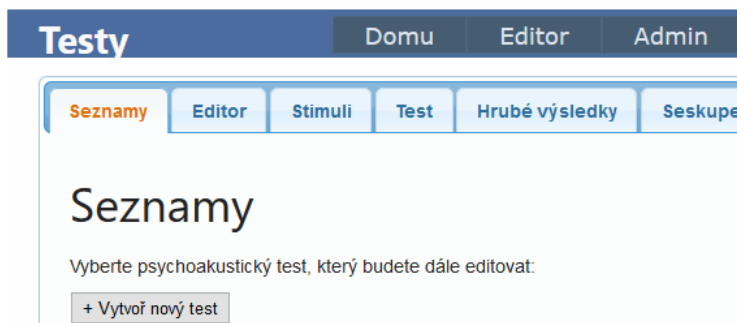 Testy Domu Editor Admin
Seznamy Editor Stimuli Test Hrubé výsledky Seskupe
Seznamy
Vyberte psychoakustický test, který budete dále editovat:
+ Vytvoř nový test